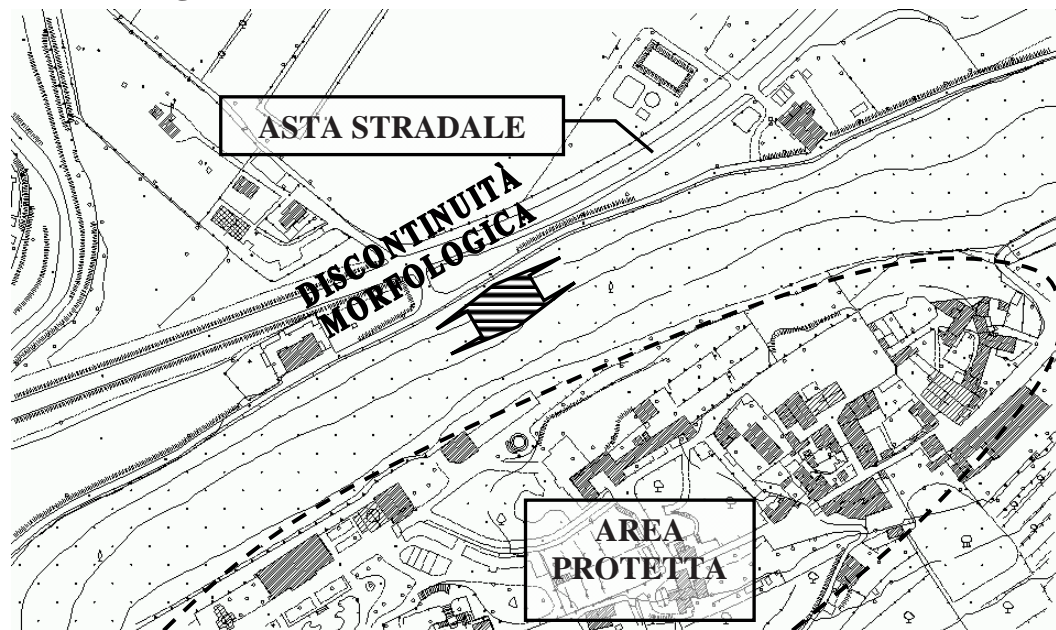 ASTA STRADALE
DISCONTINUITÀ
MORFOLOGICA
AREA
PROTETTA